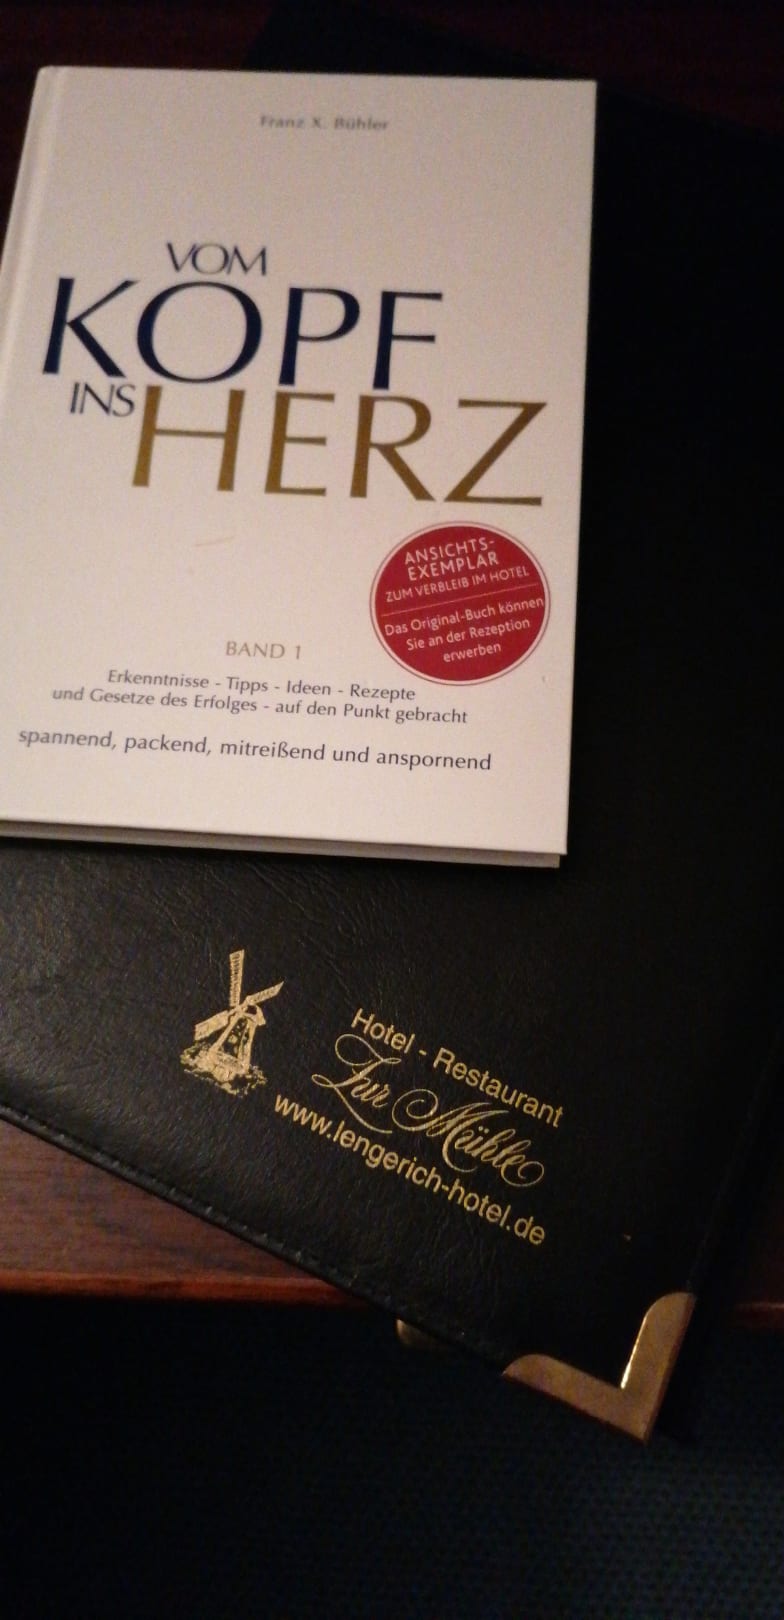 Franz X. Bühler
VOM
KOPF
INS HERZ
ANSICHTS-
EXEMPLAR
ZUM VERBLEIB IM HOTEL
Das Original-Buch können
Sie an der Rezeption
erwerben
BAND 1
Erkenntnisse - Tipps - Ideen - Rezepte
und Gesetze des Erfolges - auf den Punkt gebracht
spannend, packend, mitreißend und anspornend
Hotel - Restaurant
Zur Mühle
www.lengerich-hotel.de